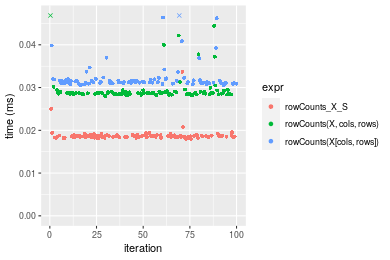 0.04
0.03
0.02
0.01
0.00
0
25
50
75
100
time (ms)
iteration
expr
rowCounts_X_S
rowCounts(X, cols, rows)
rowCounts(X[cols, rows])